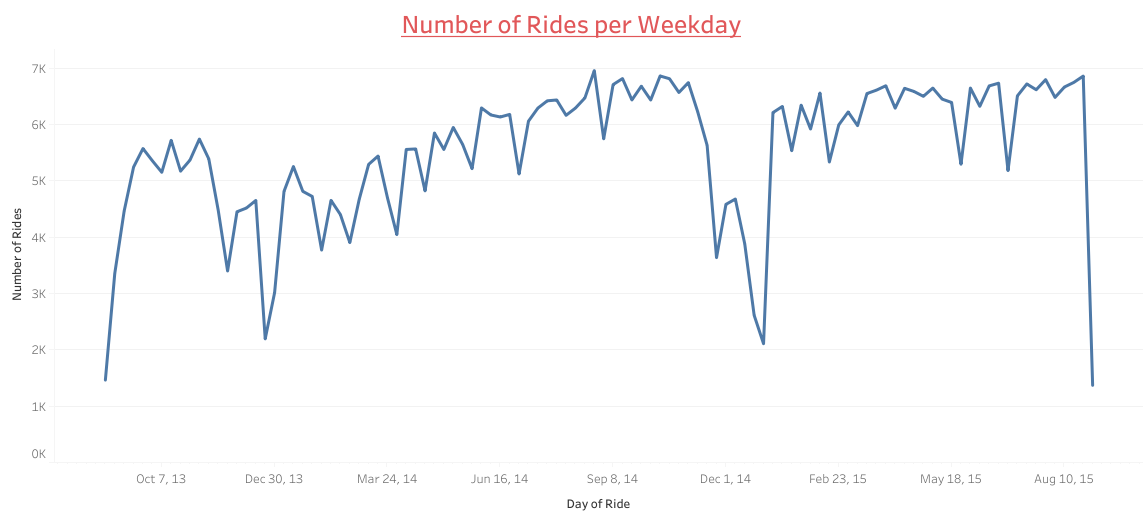 Number of Rides per Weekday
7K
6K
5K
4K
3K
2K
1K
0K
Number of Rides
Oct 7, 13 Dec 30, 13 Mar 24, 14 Jun 16, 14 Sep 8, 14 Dec 1, 14 Feb 23, 15 May 18, 15 Aug 10, 15
Day of Ride